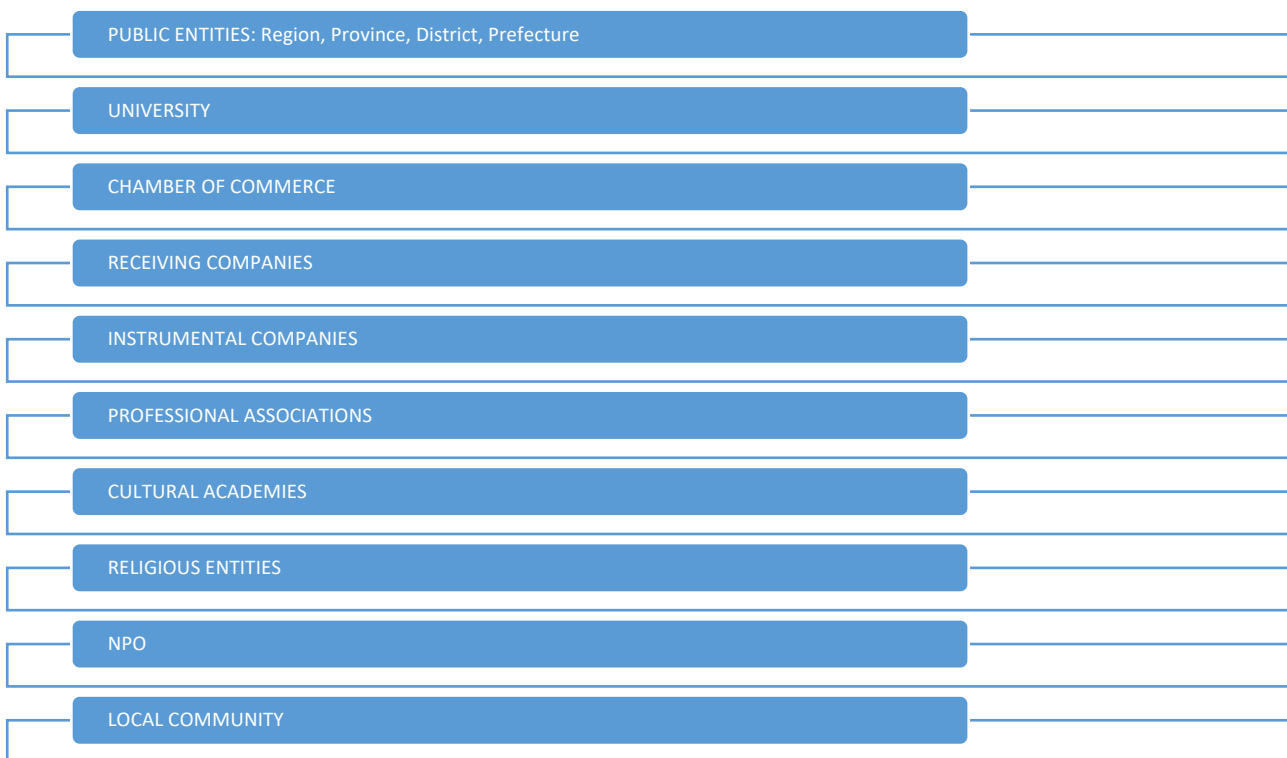 PUBLIC ENTITIES: Region, Province, District, Prefecture
UNIVERSITY
CHAMBER OF COMMERCE
RECEIVING COMPANIES
INSTRUMENTAL COMPANIES
PROFESSIONAL ASSOCIATIONS
CULTURAL ACADEMIES
RELIGIOUS ENTITIES
NPO
LOCAL COMMUNITY